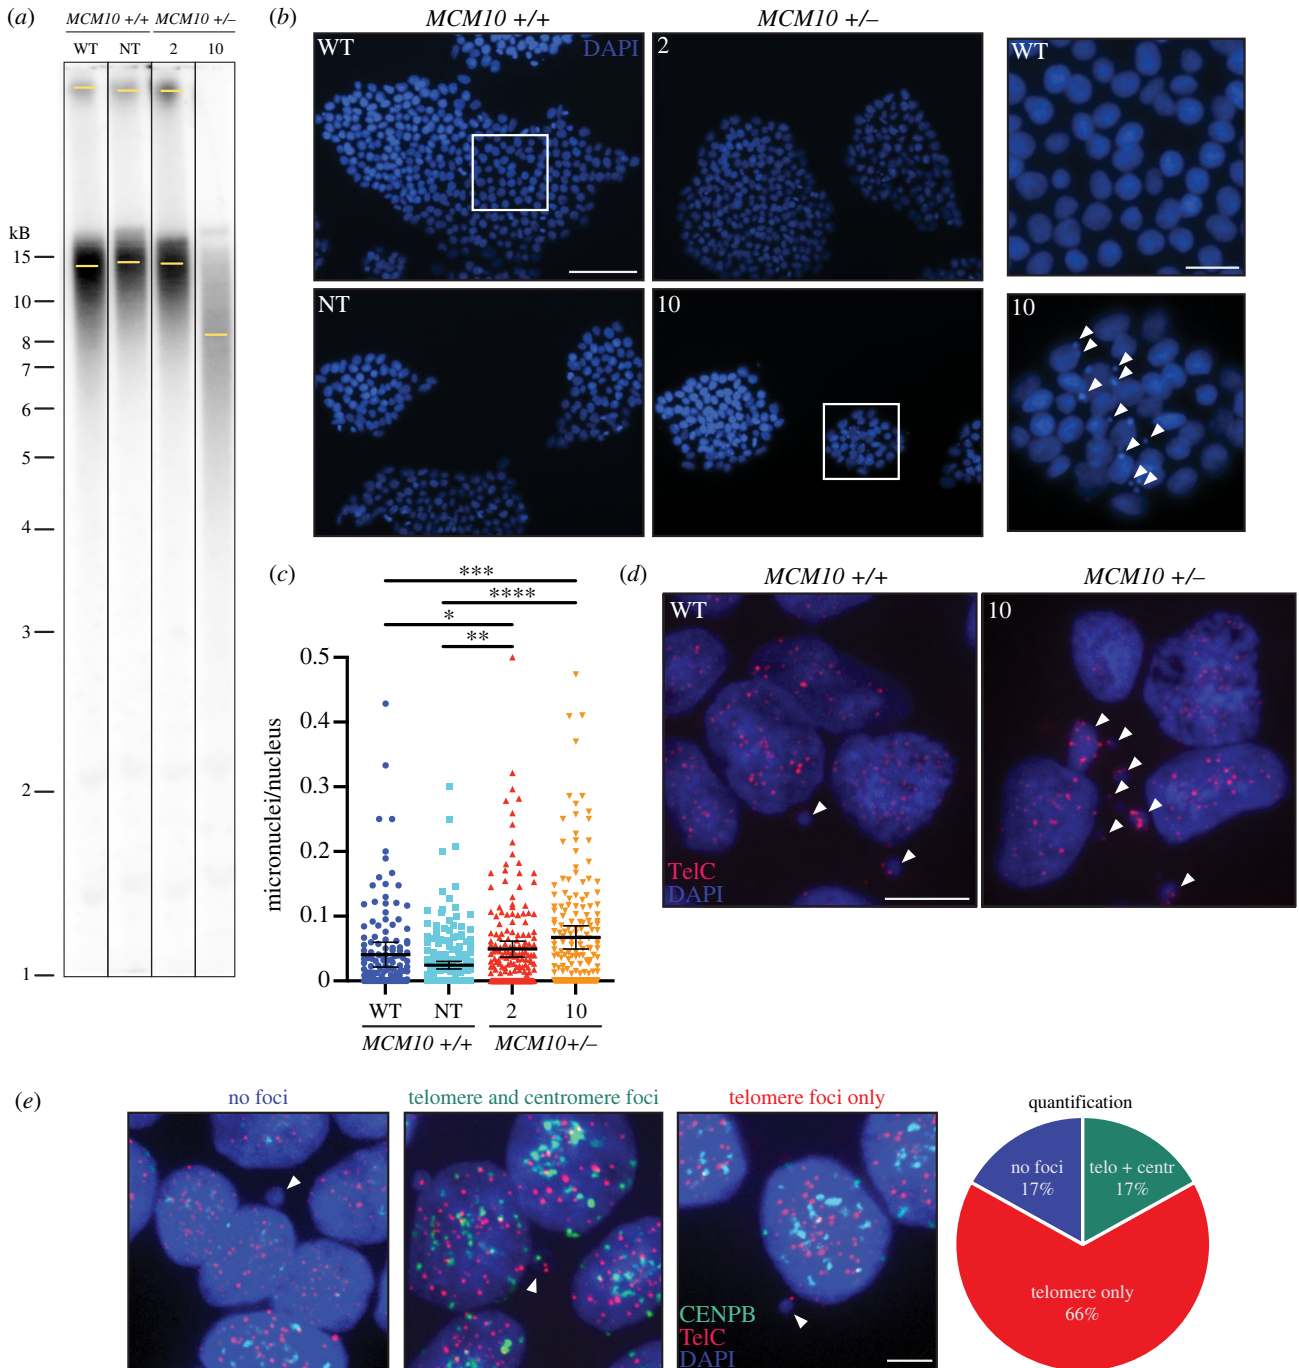 (a)
MCM10 +/+ MCM10 +/–
WT NT 2 10
kB
15
10
8
7
6
5
4
3
2
1
(b)
MCM10 +/+ MCM10 +/–
WT DAPI 2 WT
NT 10 10
(c)
*** 
****
*
**
micronuclei/nucleus
0.5
0.4
0.3
0.2
0.1
0
WT NT 2 10
MCM10 +/+ MCM10+/–
(d)
MCM10 +/+ MCM10 +/–
WT 10
TelC
DAPI
(e)
no foci telomere and centromere foci telomere foci only
CENPB
TelC
DAPI
quantification
no foci
17%
telo + centr
17%
telomere only
66%